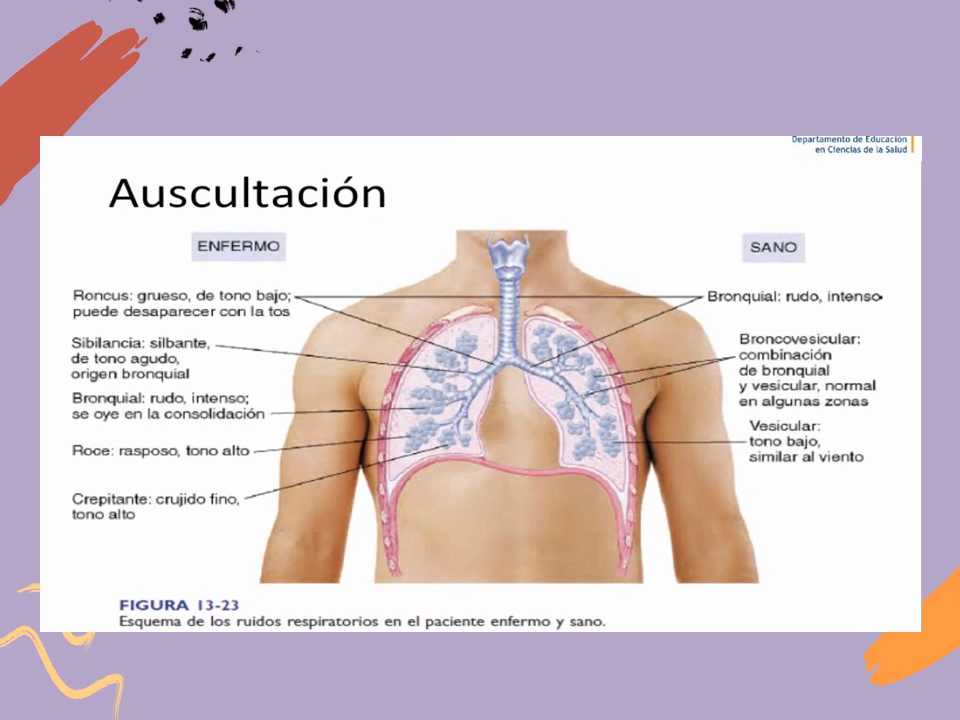 Departamento de Educación
en Ciencias de la Salud
Auscultación
ENFERMO
Roncus: grueso, de tono bajo;
puede desaparecer con la tos
Sibilancia: silbante,
de tono agudo,
origen bronquial
Bronquial: rudo, intenso;
se oye en la consolidación
Roce: rasposo, tono alto
Crepitante: crujido fino,
tono alto
SANO
Bronquial: rudo, intenso
Broncovesicular:
combinación
de bronquial
y vesicular, normal
en algunas zonas
Vesicular:
tono bajo,
similar al viento
FIGURA 13-23
Esquema de los ruidos respiratorios en el paciente enfermo y sano.